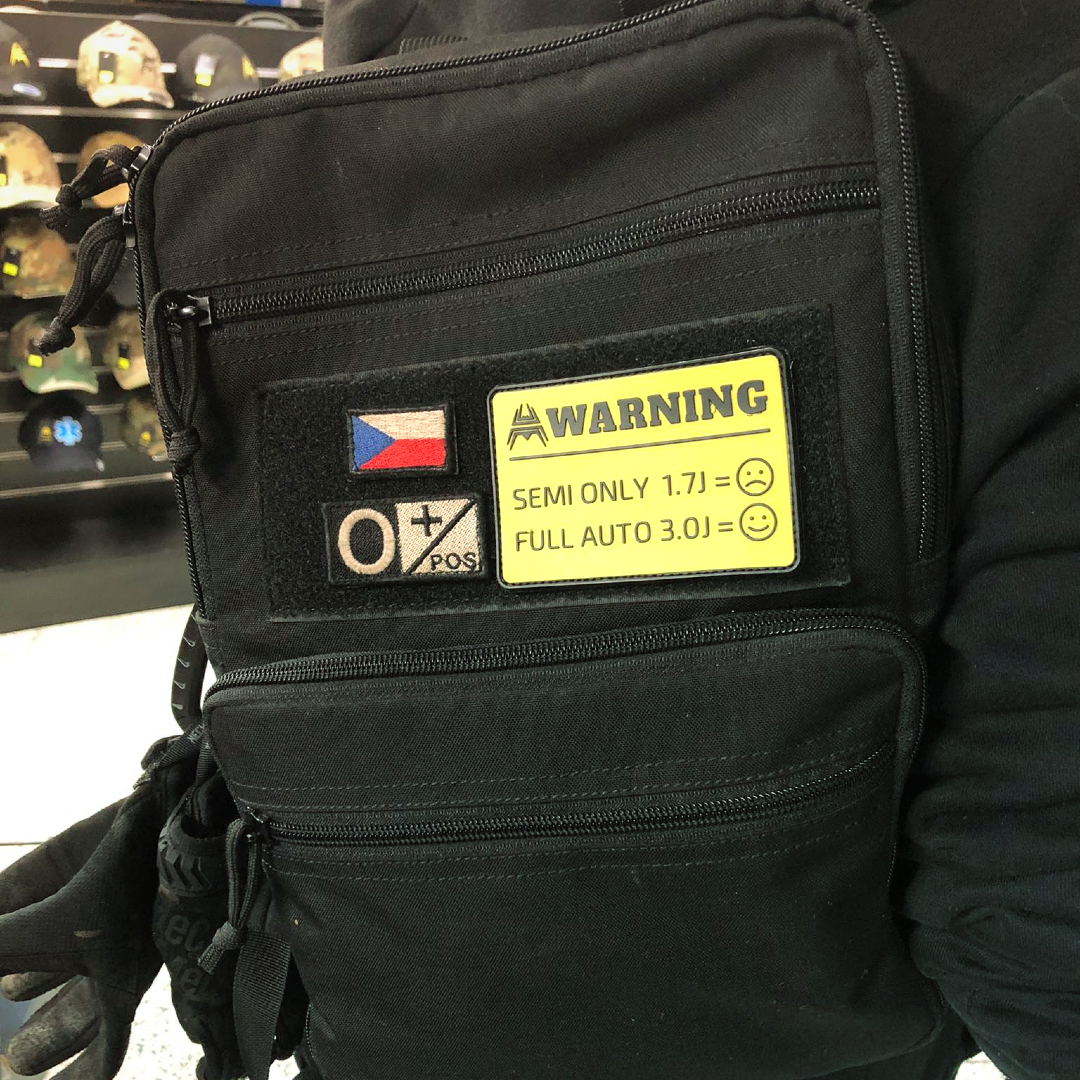 WARNING
SEMI ONLY 1.7J =
FULL AUTO 3.0J =
O + / POS